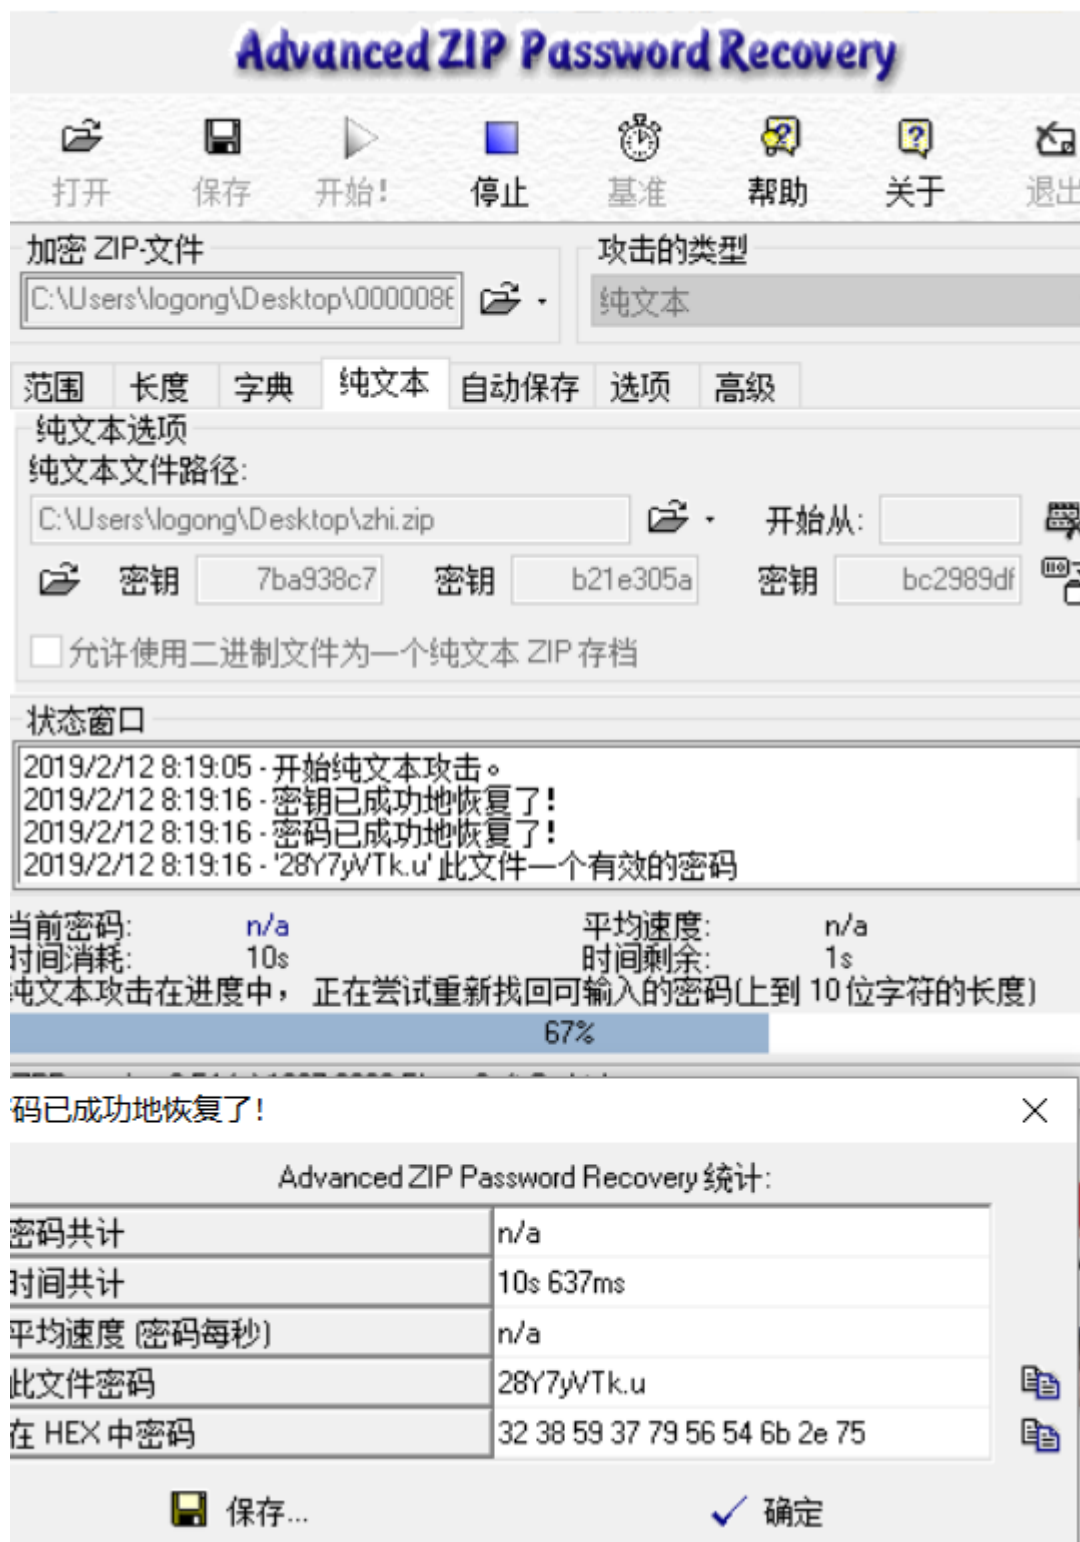 Advanced ZIP Password Recovery
打开 保存 开始! 停止 基准 帮助 关于 退出
加密 ZIP-文件 攻击的类型
C:\Users\logong\Desktop\0000008E 纯文本
范围 长度 字典 纯文本 自动保存 选项 高级
纯文本选项
纯文本文件路径:
C:\Users\logong\Desktop\zhi.zip 开始从:
密钥 7ba938c7 密钥 b21e305a 密钥 bc2989df
允许使用二进制文件为一个纯文本 ZIP 存档
状态窗口
2019/2/12 8:19:05 - 开始纯文本攻击。
2019/2/12 8:19:16 - 密钥已成功地恢复了!
2019/2/12 8:19:16 - 密码已成功地恢复了!
2019/2/12 8:19:16 - '28Y7yVTk.u' 此文件一个有效的密码
当前密码: n/a 平均速度: n/a
时间消耗: 10s 时间剩余: 1s
纯文本攻击在进度中， 正在尝试重新找回可输入的密码(上到 10 位字符的长度)
67%
码已成功地恢复了!
Advanced ZIP Password Recovery 统计:
密码共计 n/a
时间共计 10s 637ms
平均速度 (密码每秒) n/a
此文件密码 28Y7yVTk.u
在 HEX 中密码 32 38 59 37 79 56 54 6b 2e 75
保存... 确定